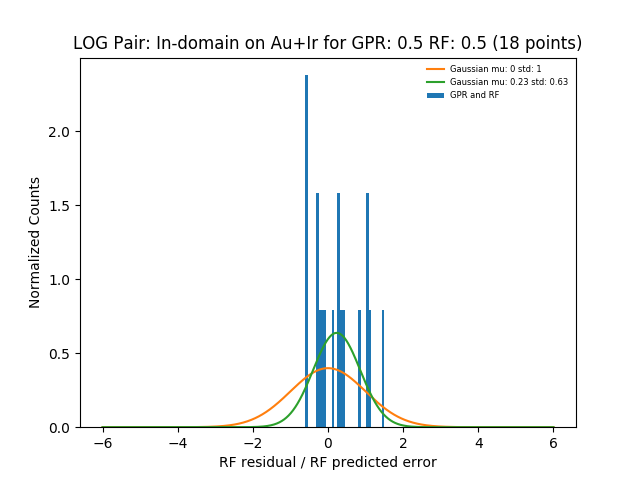 LOG Pair: In-domain on Au+Ir for GPR: 0.5 RF: 0.5 (18 points)
Gaussian mu: 0 std: 1
Gaussian mu: 0.23 std: 0.63
GPR and RF
Normalized Counts
2.0
1.5
1.0
0.5
0.0
−6 −4 −2 0 2 4 6
RF residual / RF predicted error